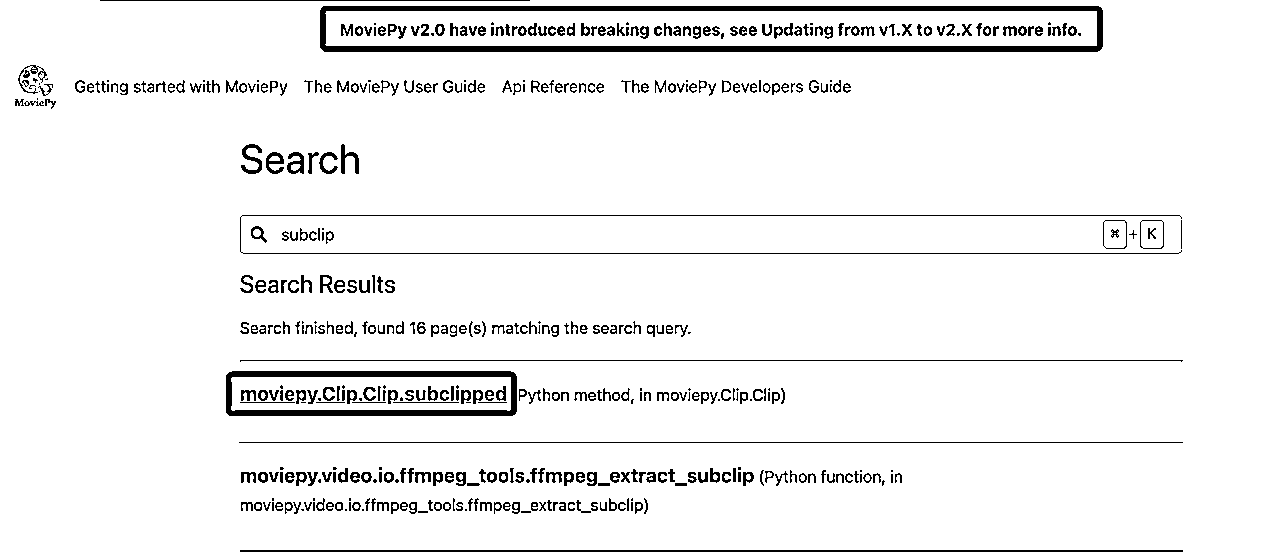 MoviePy v2.0 have introduced breaking changes, see Updating from v1.X to v2.X for more info.
MoviePy
Getting started with MoviePy The MoviePy User Guide Api Reference The MoviePy Developers Guide
Search
subclip ⌘ + K
Search Results
Search finished, found 16 page(s) matching the search query.
moviepy.Clip.Clip.subclipped Python method, in moviepy.Clip.Clip)
moviepy.video.io.ffmpeg_tools.ffmpeg_extract_subclip (Python function, in
moviepy.video.io.ffmpeg_tools.ffmpeg_extract_subclip)